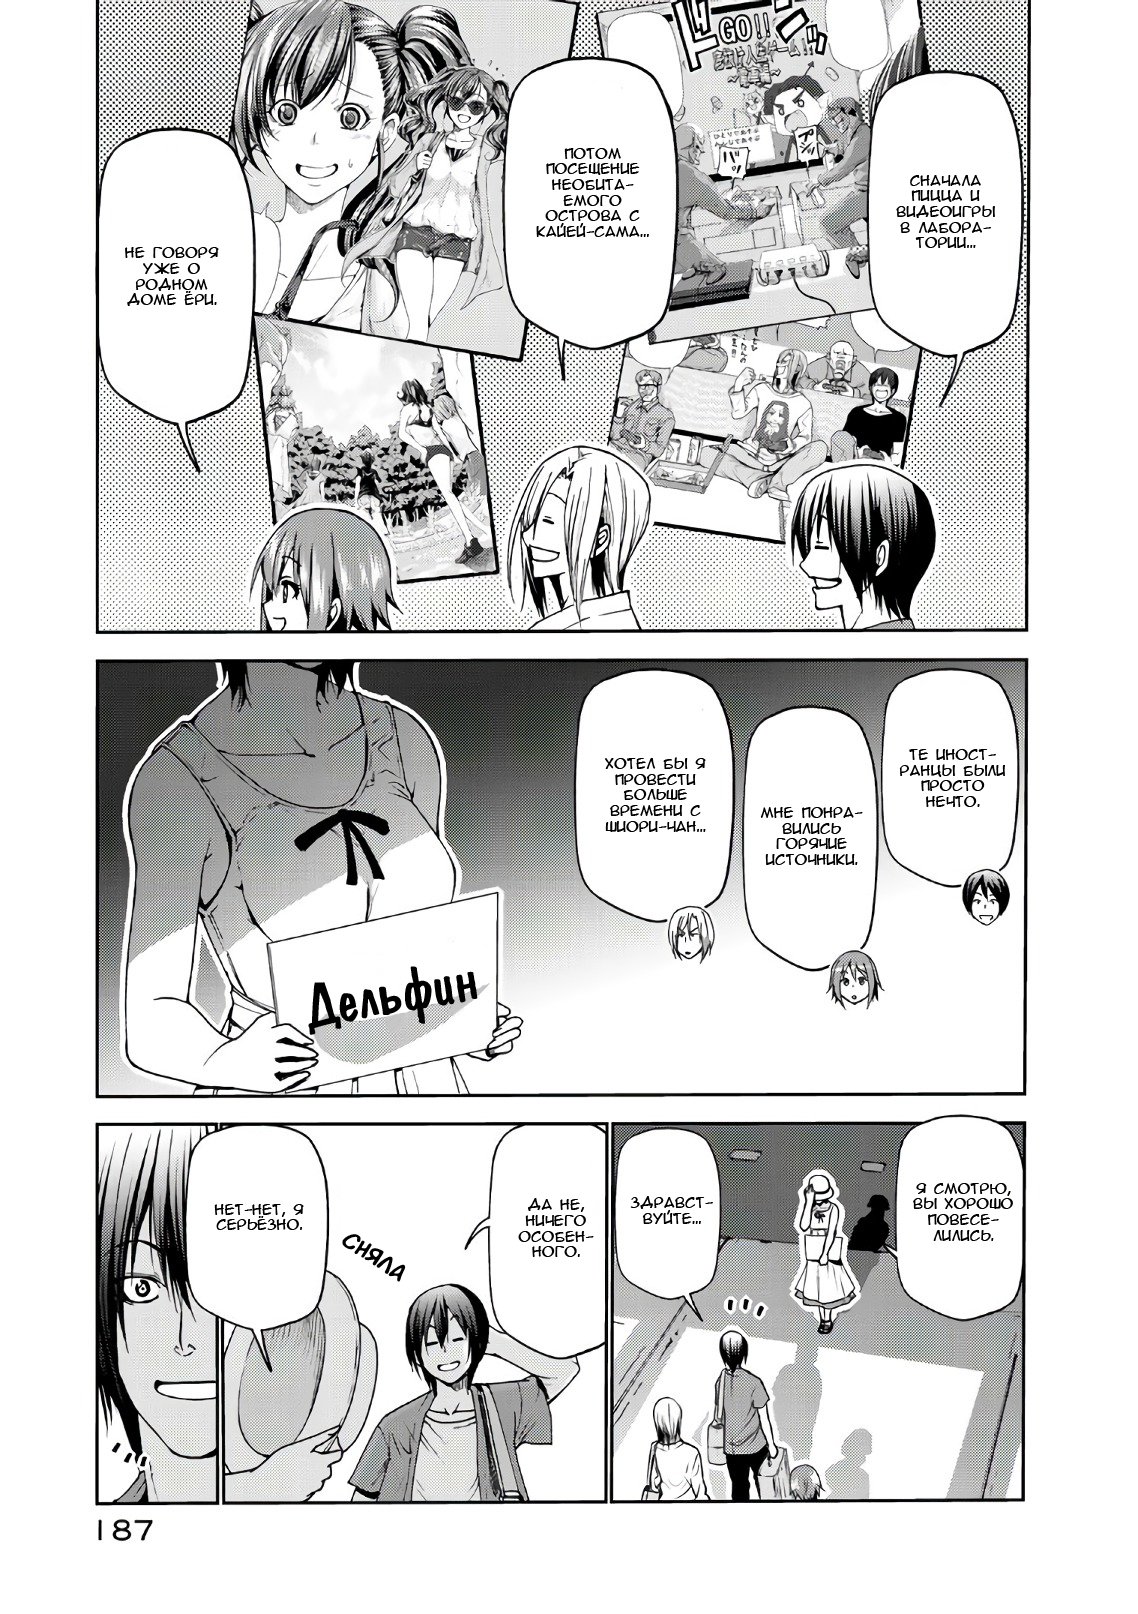 СНАЧАЛА
ПИЦЦА И
ВИДЕОИГРЫ
В ЛАБОРА-
ТОРИИ...
ПОТОМ
ПОСЕЩЕНИЕ
НЕОБИТА-
ЕМОГО
ОСТРОВА С
КАЙЕЙ-САМА...
НЕ ГОВОРЯ
УЖЕ О
РОДНОМ
ДОМЕ ЁРИ.
GO!!
ТЕ ИНОСТ-
РАНЦЫ БЫЛИ
ПРОСТО
НЕЧТО.
МНЕ ПОНРА-
ВИЛИСЬ
ГОРЯЧИЕ
ИСТОЧНИКИ.
ХОТЕЛ БЫ Я
ПРОВЕСТИ
БОЛЬШЕ
ВРЕМЕНИ С
ШИОРИ-ЧАН...
Дельфин
Я СМОТРЮ,
ВЫ ХОРОШО
ПОВЕСЕ-
ЛИЛИСЬ.
ЗДРАВСТ-
ВУЙТЕ...
ДА НЕ,
НИЧЕГО
ОСОБЕН-
НОГО.
СНЯЛА
НЕТ-НЕТ, Я
СЕРЬЁЗНО.
187